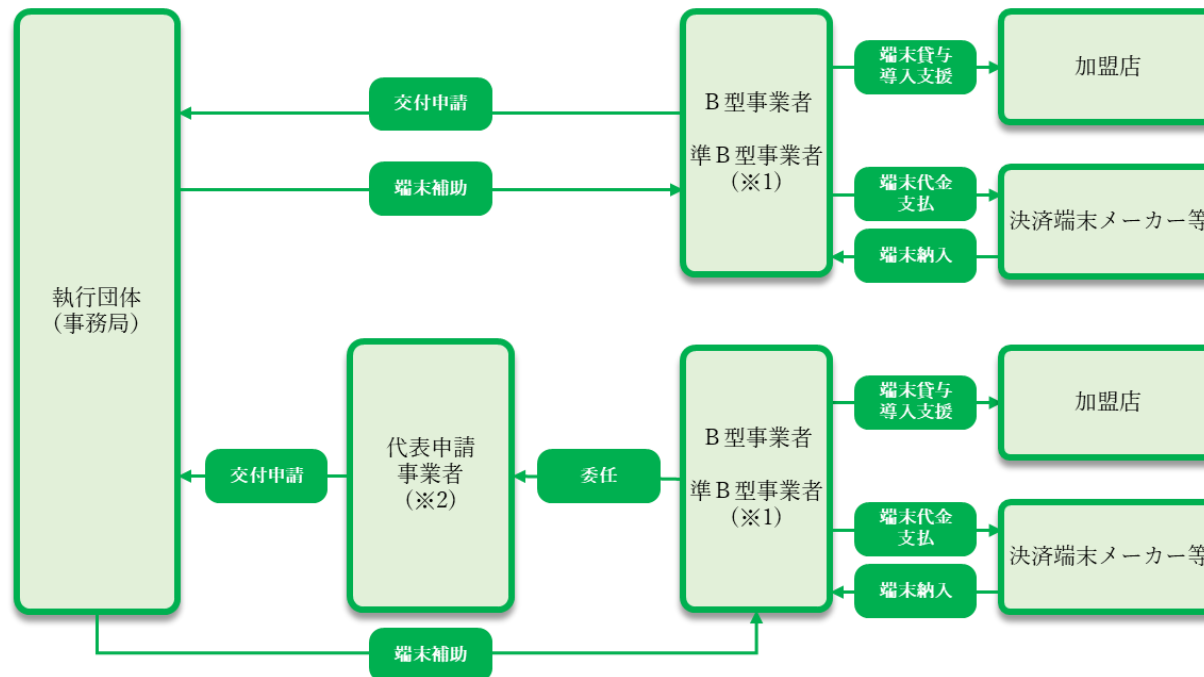 執行団体
(事務局)
交付申請
端末補助
B型事業者
準B型事業者
(※1)
端末貸与
導入支援
加盟店
端末代金
支払
端末納入
決済端末メーカー等
交付申請
代表申請
事業者
(※2)
委任
B型事業者
準B型事業者
(※1)
端末貸与
導入支援
加盟店
端末代金
支払
端末納入
決済端末メーカー等
端末補助